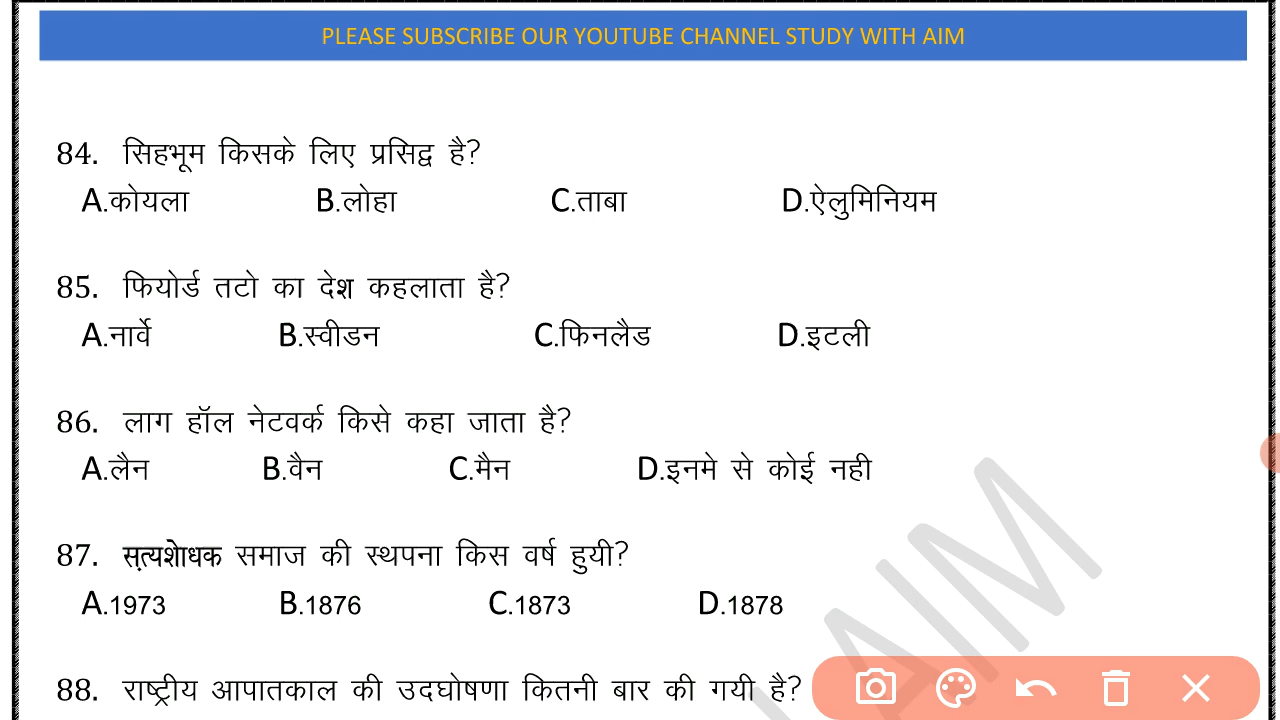 PLEASE SUBSCRIBE OUR YOUTUBE CHANNEL STUDY WITH AIM
84. सिहभूम किसके लिए प्रसिद्व है?
A.कोयला B.लोहा C.ताबा D.ऐलुमिनियम
85. फियोर्ड तटो का देश कहलाता है?
A.नार्वे B.स्वीडन C.फिनलैड D.इटली
86. लाग हॉल नेटवर्क किसे कहा जाता है?
A.लैन B.वैन C.मैन D.इनमे से कोई नही
87. सत्यशेाधक समाज की स्थपना किस वर्ष हुयी?
A.1973 B.1876 C.1873 D.1878
88. राष्ट्रीय आपातकाल की उदघोषणा कितनी बार की गयी है?
AIM